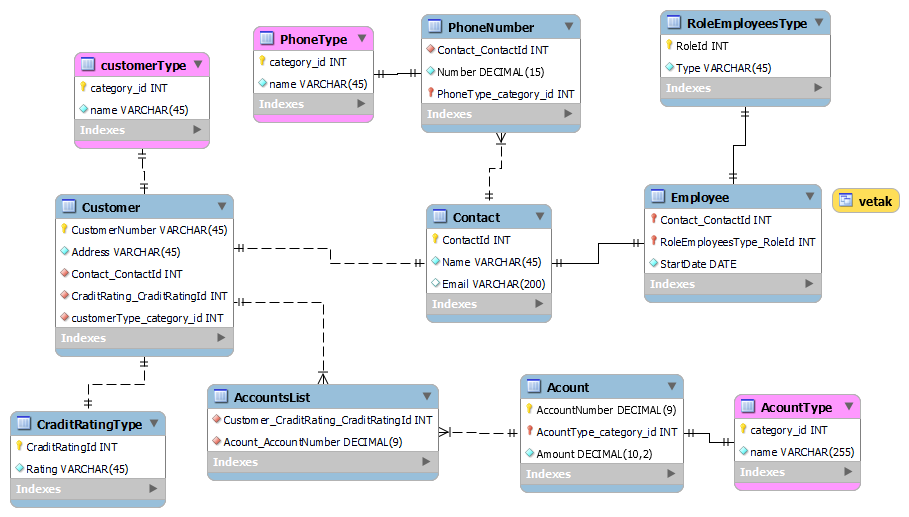 customerType
category_id INT
name VARCHAR(45)
Indexes
PhoneType
category_id INT
name VARCHAR(45)
Indexes
PhoneNumber
Contact_ContactId INT
Number DECIMAL(15)
PhoneType_category_id INT
Indexes
RoleEmployeesType
RoleId INT
Type VARCHAR(45)
Indexes
Customer
CustomerNumber VARCHAR(45)
Address VARCHAR(45)
Contact_ContactId INT
CraditRating_CraditRatingId INT
customerType_category_id INT
Indexes
Contact
ContactId INT
Name VARCHAR(45)
Email VARCHAR(200)
Indexes
Employee
Contact_ContactId INT
RoleEmployeesType_RoleId INT
StartDate DATE
Indexes
vetak
CraditRatingType
CraditRatingId INT
Rating VARCHAR(45)
Indexes
AccountsList
Customer_CraditRating_CraditRatingId INT
Acount_AccountNumber DECIMAL(9)
Indexes
Acount
AccountNumber DECIMAL(9)
AcountType_category_id INT
Amount DECIMAL(10,2)
Indexes
AcountType
category_id INT
name VARCHAR(255)
Indexes